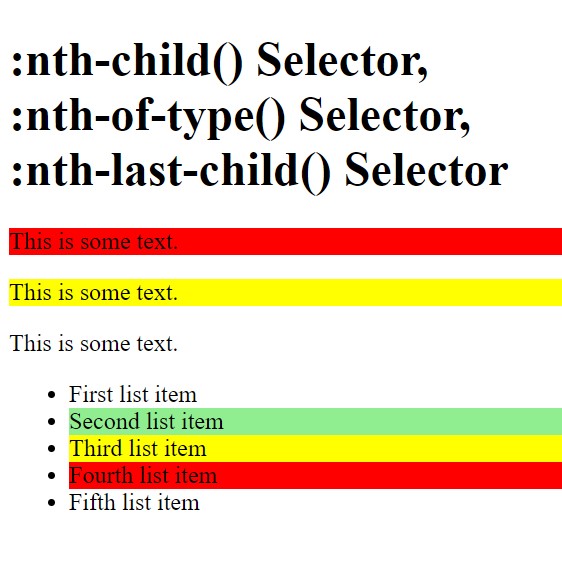 :nth-child() Selector,
:nth-of-type() Selector,
:nth-last-child() Selector
This is some text.
This is some text.
This is some text.
• First list item
• Second list item
• Third list item
• Fourth list item
• Fifth list item